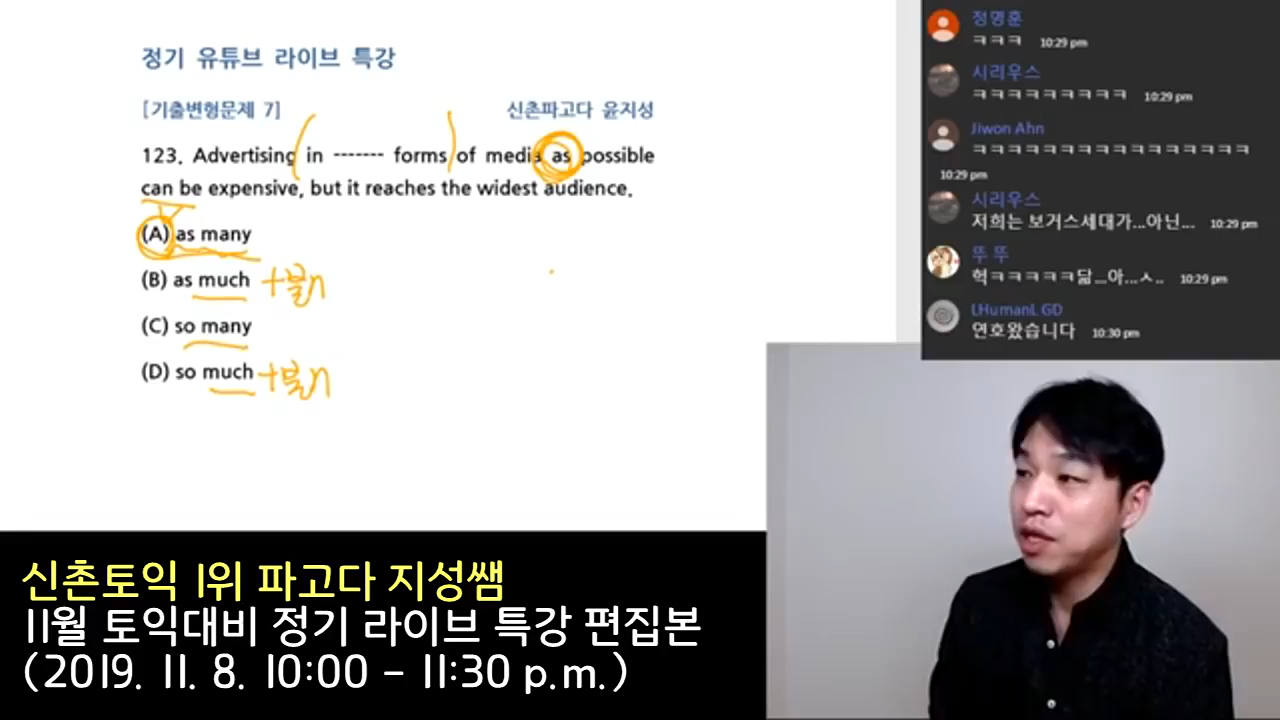 정기 유튜브 라이브 특강
[기출변형문제 7] 신촌파고다 윤지성
123. Advertising in ------- forms of media as possible
can be expensive, but it reaches the widest audience.
(A) as many
(B) as much +불n
(C) so many
(D) so much +불n
정명훈
ㅋㅋㅋ 10:29 pm
시리우스
ㅋㅋㅋㅋㅋㅋㅋㅋㅋ 10:29 pm
Jiwon Ahn
ㅋㅋㅋㅋㅋㅋㅋㅋㅋㅋㅋㅋㅋㅋㅋㅋ
10:29 pm
시리우스
저희는 보거스세대가...아닌... 10:29 pm
뚜 뚜
헉ㅋㅋㅋㅋㅋ닮...아...ㅅ.. 10:29 pm
LHumanL GD
연호왔습니다 10:30 pm
신촌토익 1위 파고다 지성쌤
11월 토익대비 정기 라이브 특강 편집본
(2019. 11. 8. 10:00 - 11:30 p.m.)